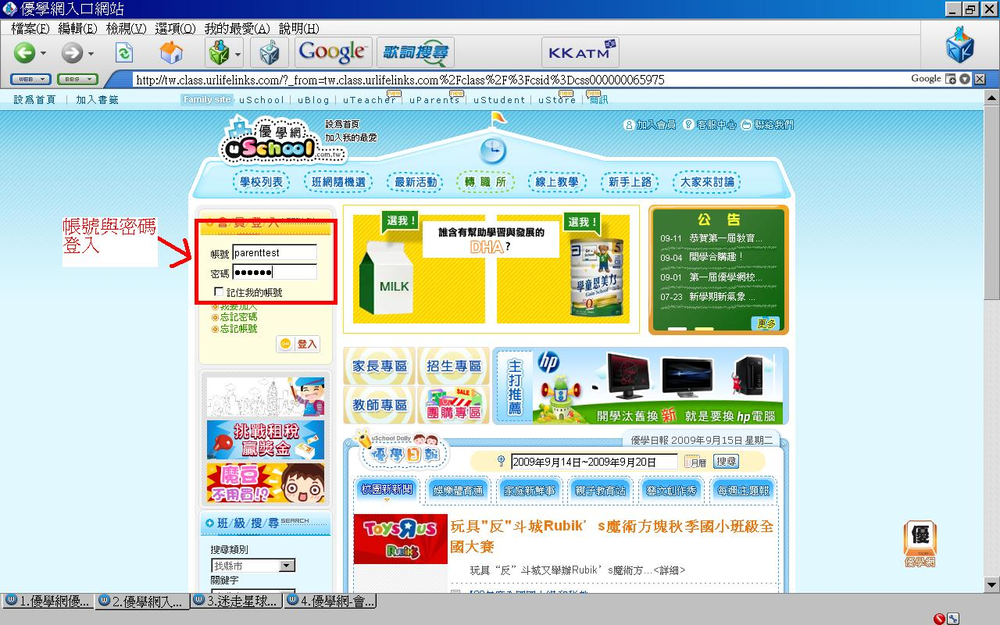 優學網入口網站
檔案(F) 編輯(E) 檢視(V) 選項(O) 我的最愛(A) 說明(H)
Google 歌詞搜尋 KKATM
WEB BBS http://tw.class.urlifelinks.com/?_from=tw.class.urlifelinks.com%2Fclass%2F%3Fcsid%3Dcss000000065975 Google
設為首頁 | 加入書籤 Family site uSchool | uBlog | uTeacher new | uParents new | uStudent | uStore new | new 簡訊
優學網 uSchool .com.tw
設為首頁
加入我的最愛
加入會員 ? 客服中心 聯絡我們
學校列表 班網隨機選 最新活動 轉職所 線上教學 新手上路 大家來討論
帳號與密碼
登入
會/員/登/入
帳號 parenttest
密碼 ●●●●●●
記住我的帳號
我要加入
忘記密碼
忘記帳號
登入
選我！
MILK
誰含有幫助學習與發展的
DHA?
選我！
學童恩美力
Gain School
公告
09-11 恭賀第一屆教育...
09-04 開學合購趣！
09-01 第一屆優學網校...
07-23 新學期新氣象 ...
更多
家長專區 招生專區
教師專區 SALE 團購專區
主打推薦
hp
開學汰舊換新 就是要換hp電腦
挑戰租稅
贏獎金
魔豆
不用買!?
班/級/搜/尋 SEARCH
搜尋類別
找縣市
關鍵字
uSchool Daily
優學日報
優學日報 2009年9月15日 星期二
2009年9月14日~2009年9月20日 月曆 搜尋
校園新新聞 娛樂體育通 家庭新鮮事 親子教育站 藝文創作秀 每週主題報
TOYSRUS
Rubik's
玩具"反"斗城Rubik’s魔術方塊秋季國小班級全
國大賽
玩具“反”斗城又舉辦Rubik’s魔術方...<詳細>
優
優學網
1.優學網優... 2.優學網入... 3.迷走星球... 4.優學網-會...